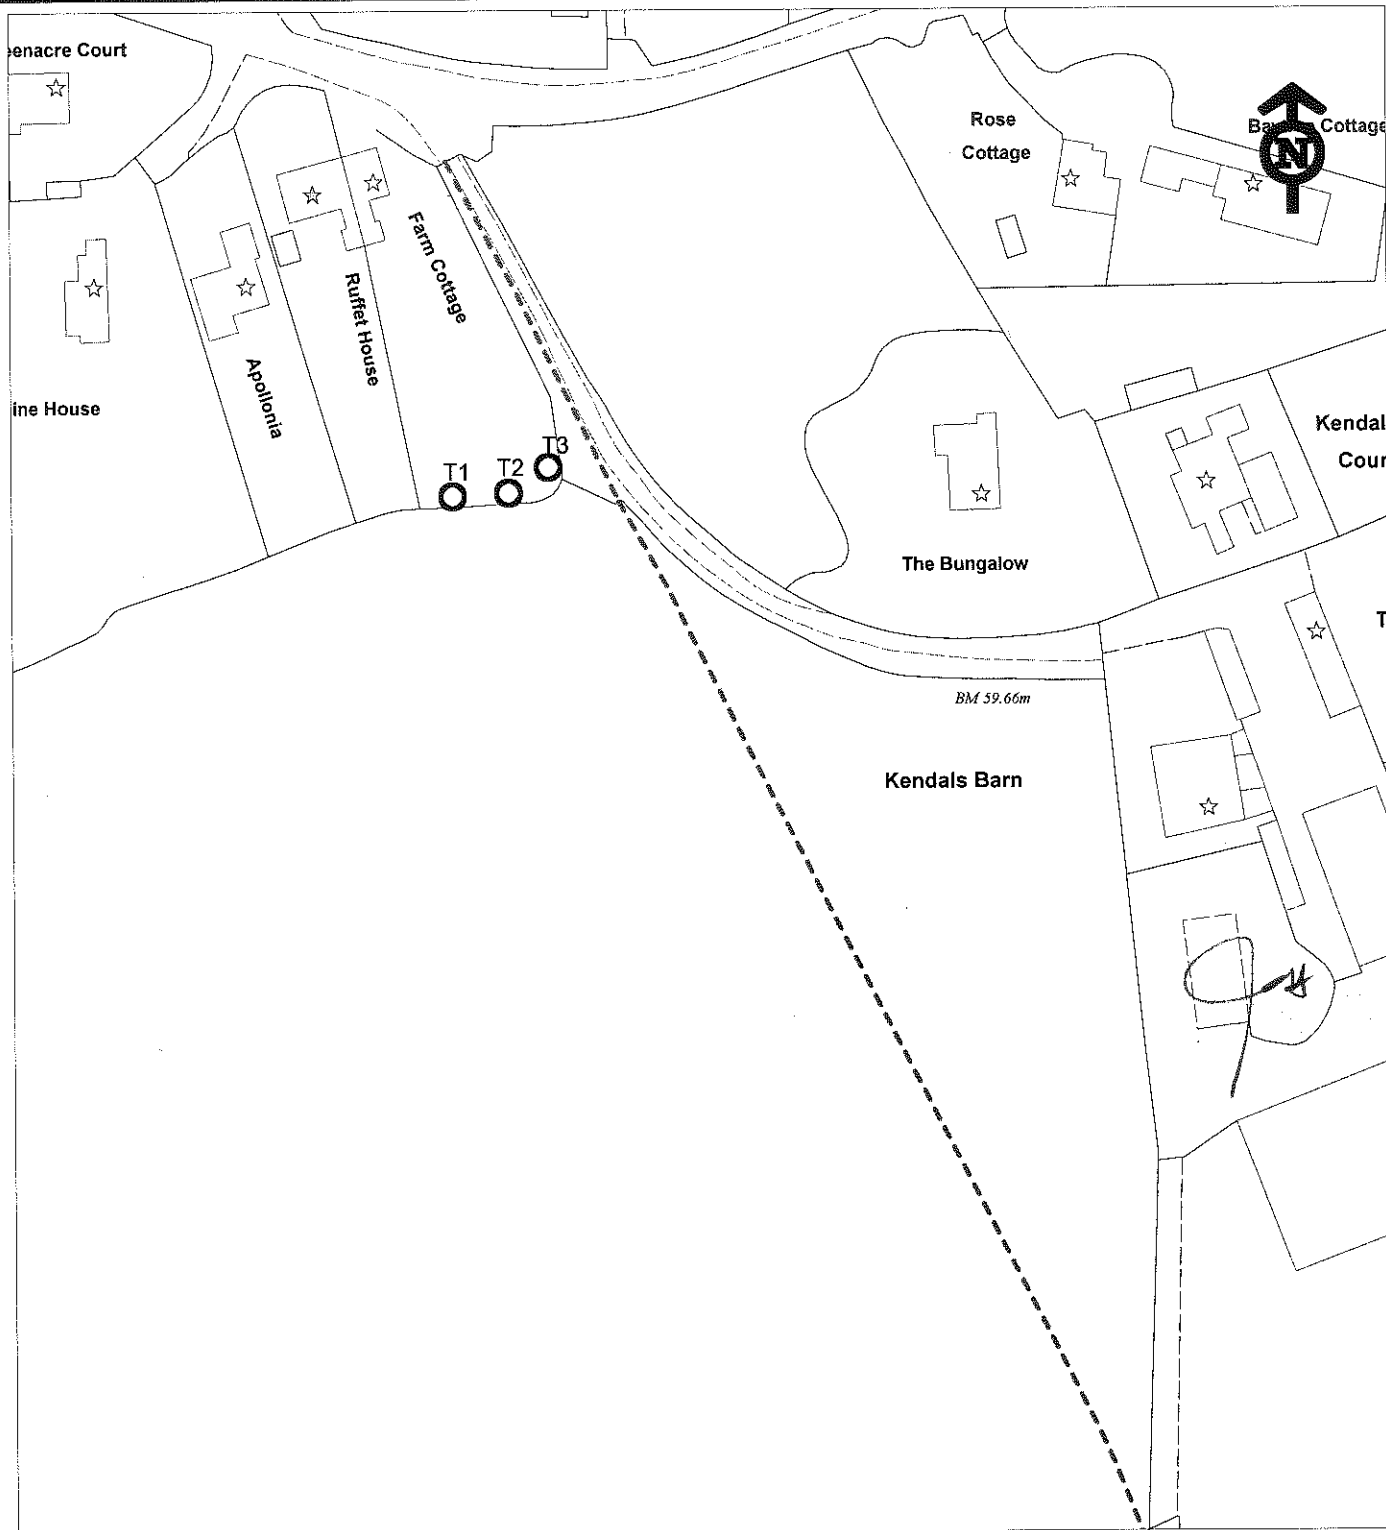 eenacre Court
Rose
Cottage
Cottage
N
Farm Cottage
Ruffet House
Apollonia
ine House
T1
T2
T3
Kendal
Cour
The Bungalow
T
BM 59.66m
Kendals Barn